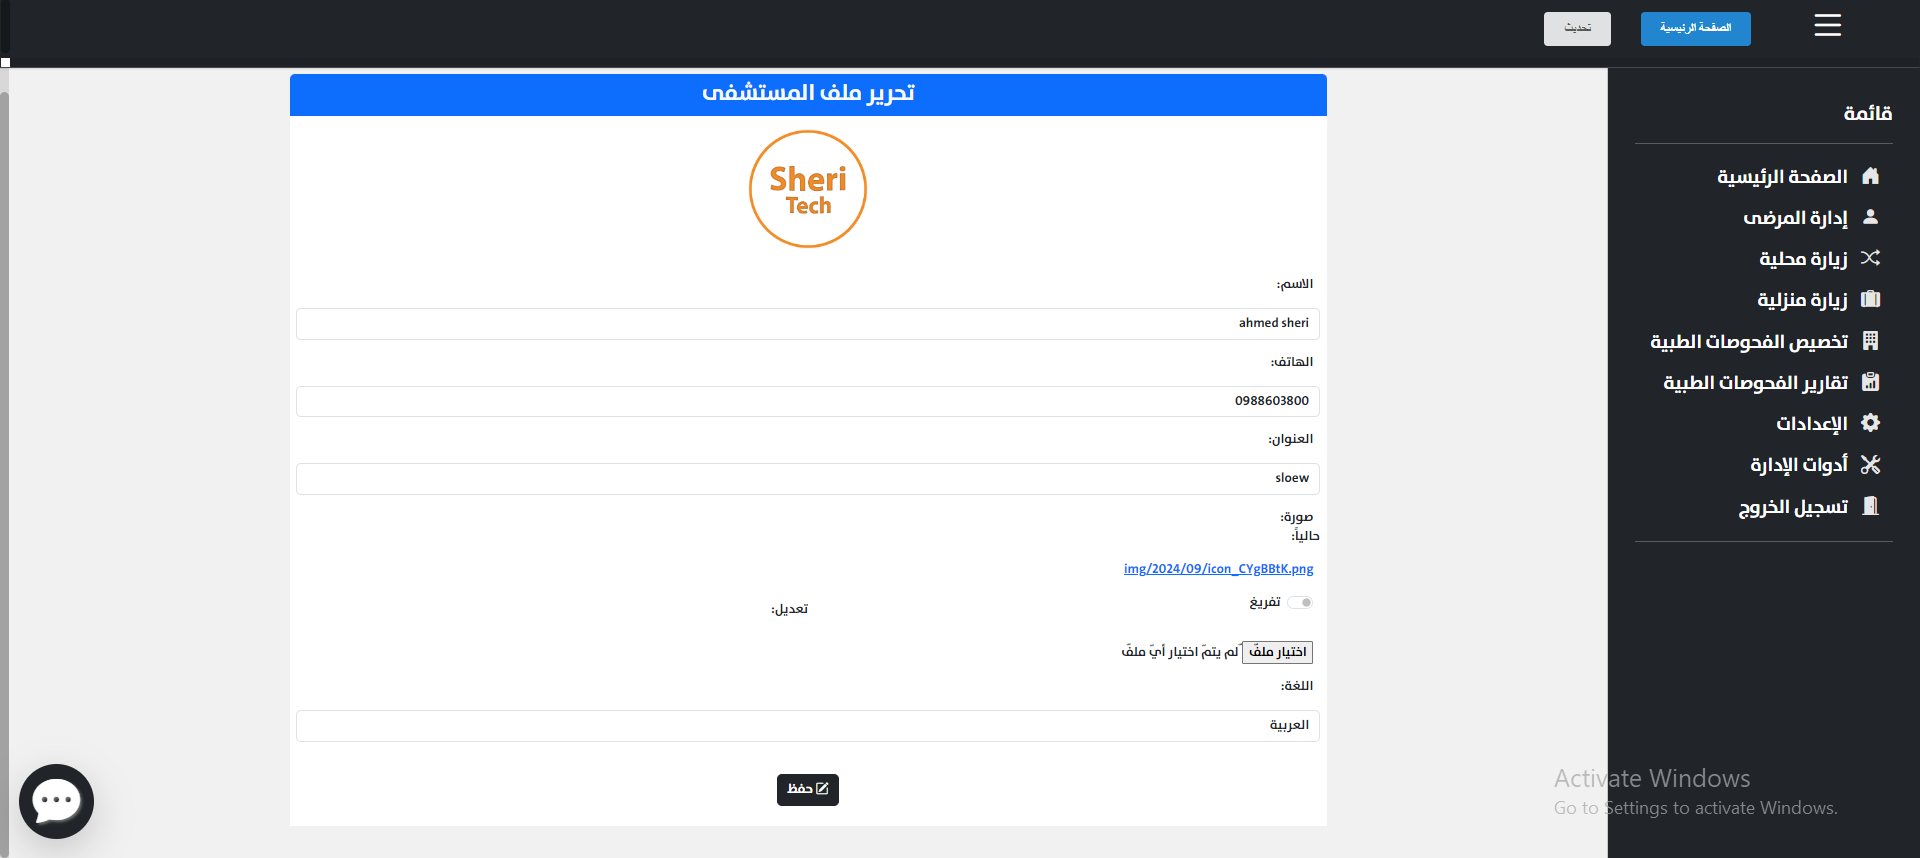 الصفحة الرئيسية
تحديث
قائمة
الصفحة الرئيسية
إدارة المرضى
زيارة محلية
زيارة منزلية
تخصيص الفحوصات الطبية
تقارير الفحوصات الطبية
الإعدادات
أدوات الإدارة
تسجيل الخروج
تحرير ملف المستشفى
Sheri
Tech
الاسم:
ahmed sheri
الهاتف:
0988603800
العنوان:
sloew
صورة:
حالياً:
img/2024/09/icon_CYgBBtK.png
تفريغ
تعديل:
اختيار ملف لم يتمّ اختيار أيّ ملف
اللغة:
العربية
حفظ
Activate Windows
Go to Settings to activate Windows.